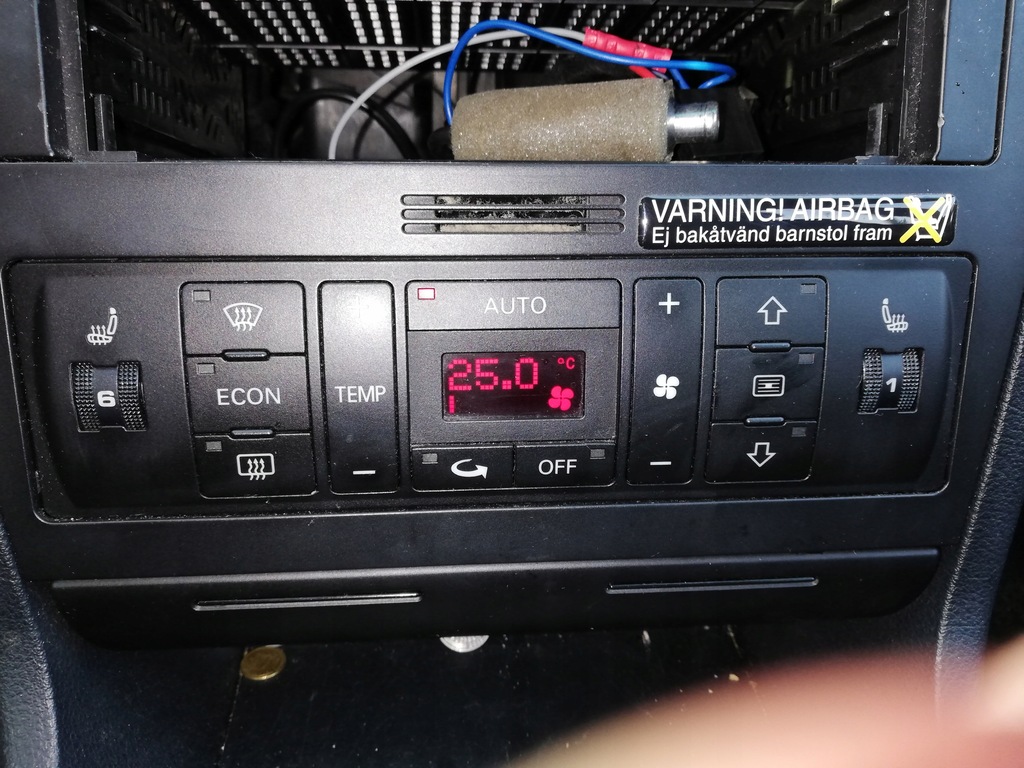 VARNING! AIRBAG
Ej bakåtvänd barnstol fram
AUTO
25.0 °C
6
ECON
TEMP
1
OFF